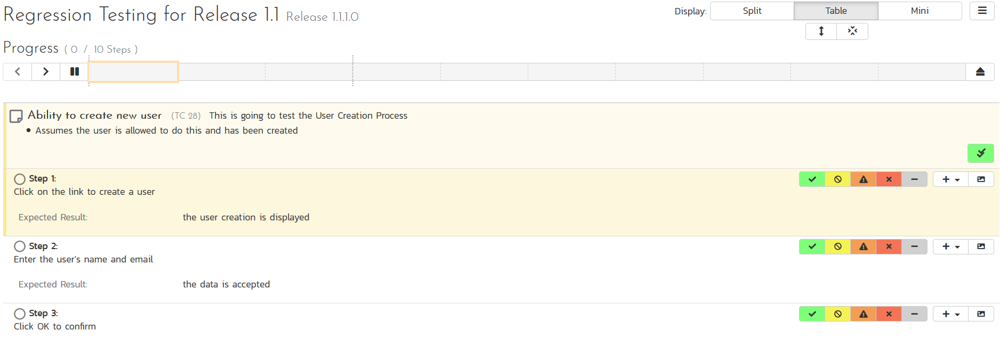 Regression Testing for Release 1.1 Release 1.1.1.0
Display: Split Table Mini
Progress ( 0 / 10 Steps )
Ability to create new user (TC 28) This is going to test the User Creation Process
• Assumes the user is allowed to do this and has been created
Step 1:
Click on the link to create a user
Expected Result: the user creation is displayed
Step 2:
Enter the user's name and email
Expected Result: the data is accepted
Step 3:
Click OK to confirm